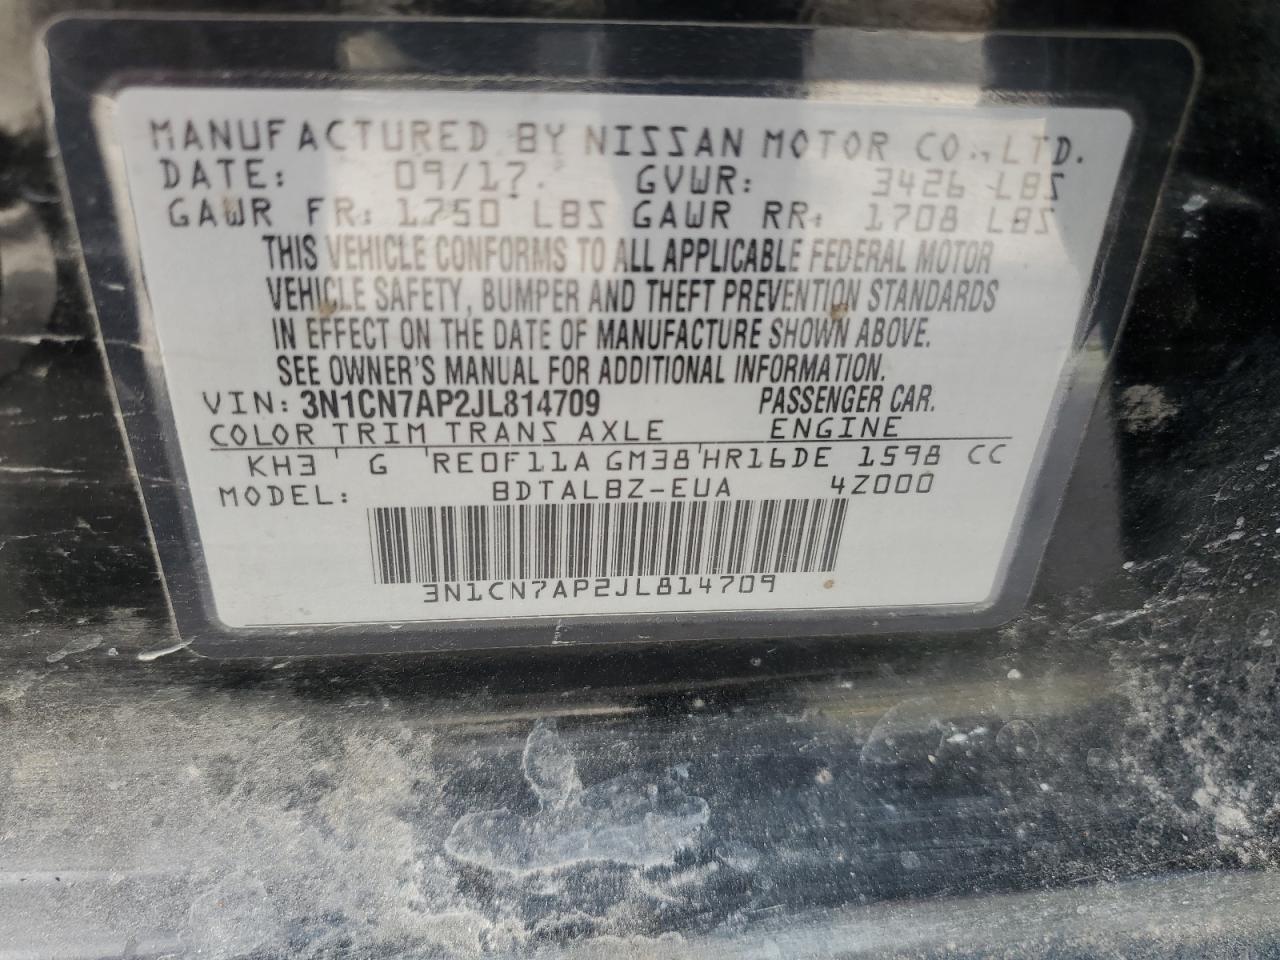 MANUFACTURED BY NISSAN MOTOR CO., LTD.
DATE: 09/17. GVWR: 3426 LBS
GAWR FR: 1750 LBS GAWR RR: 1708 LBS
THIS VEHICLE CONFORMS TO ALL APPLICABLE FEDERAL MOTOR
VEHICLE SAFETY, BUMPER AND THEFT PREVENTION STANDARDS
IN EFFECT ON THE DATE OF MANUFACTURE SHOWN ABOVE.
SEE OWNER'S MANUAL FOR ADDITIONAL INFORMATION.
VIN: 3N1CN7AP2JL814709 PASSENGER CAR.
COLOR TRIM TRANS AXLE ENGINE
KH3 ' G ' RE0F11A GM38 ' HR16DE 1598 CC
MODEL: BDTALBZ-EUA 4Z000
3N1CN7AP2JL814709